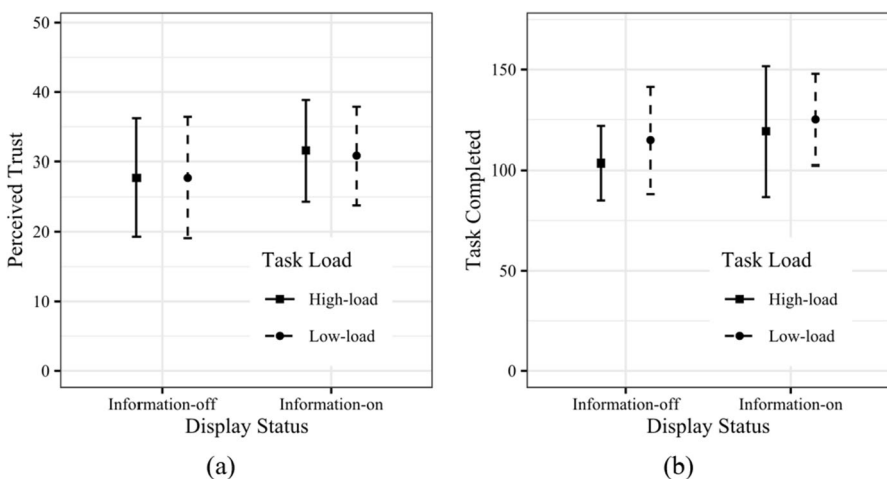 50
40
30
20
10
0
Perceived Trust
Task Load
High-load
Low-load
Information-off Information-on
Display Status
(a)
150
100
50
0
Task Completed
Task Load
High-load
Low-load
Information-off Information-on
Display Status
(b)